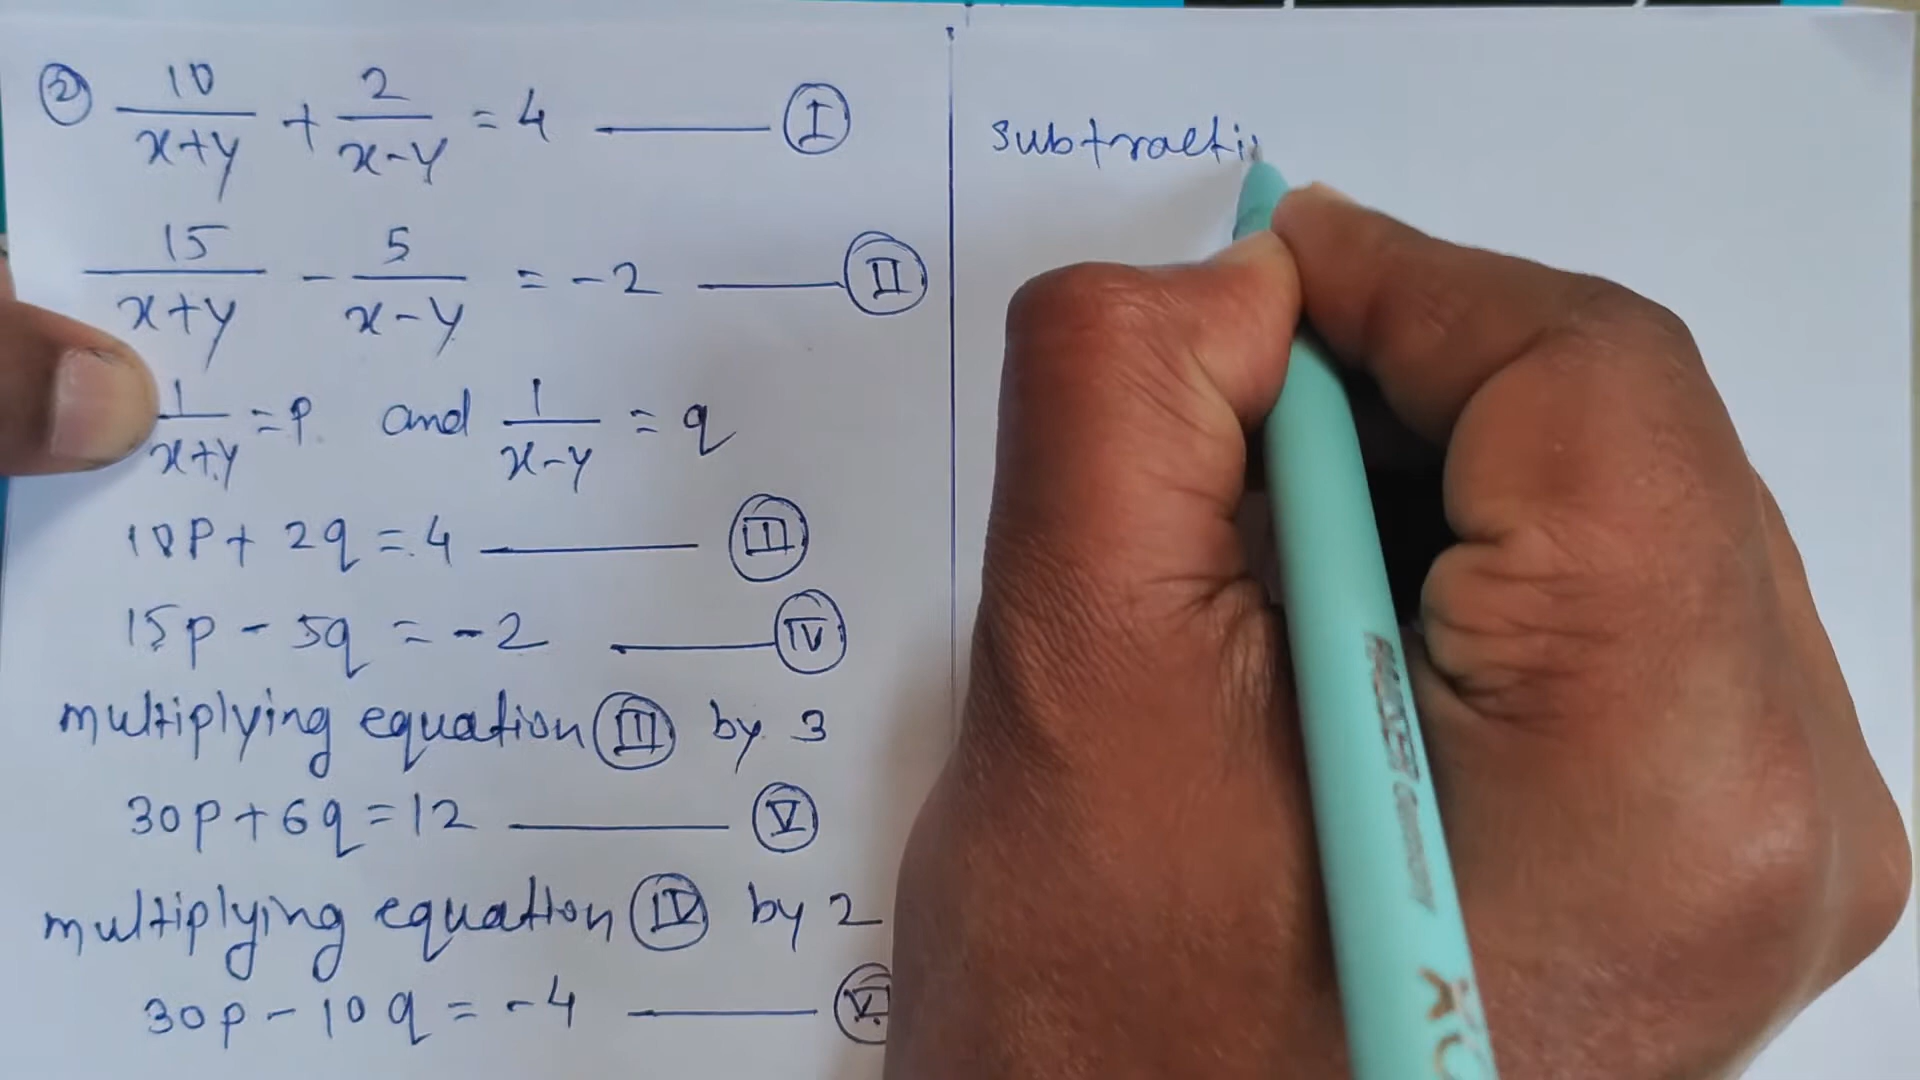 ② 10/(x+y) + 2/(x-y) = 4 —— Ⓘ
15/(x+y) - 5/(x-y) = -2 —— Ⅱ
1/(x+y) = p and 1/(x-y) = q
10p + 2q = 4 —— Ⅲ
15p - 5q = -2 —— Ⅳ
multiplying equation Ⅲ by 3
30p + 6q = 12 —— Ⅴ
multiplying equation Ⅳ by 2
30p - 10q = -4 —— Ⅵ
subtracti